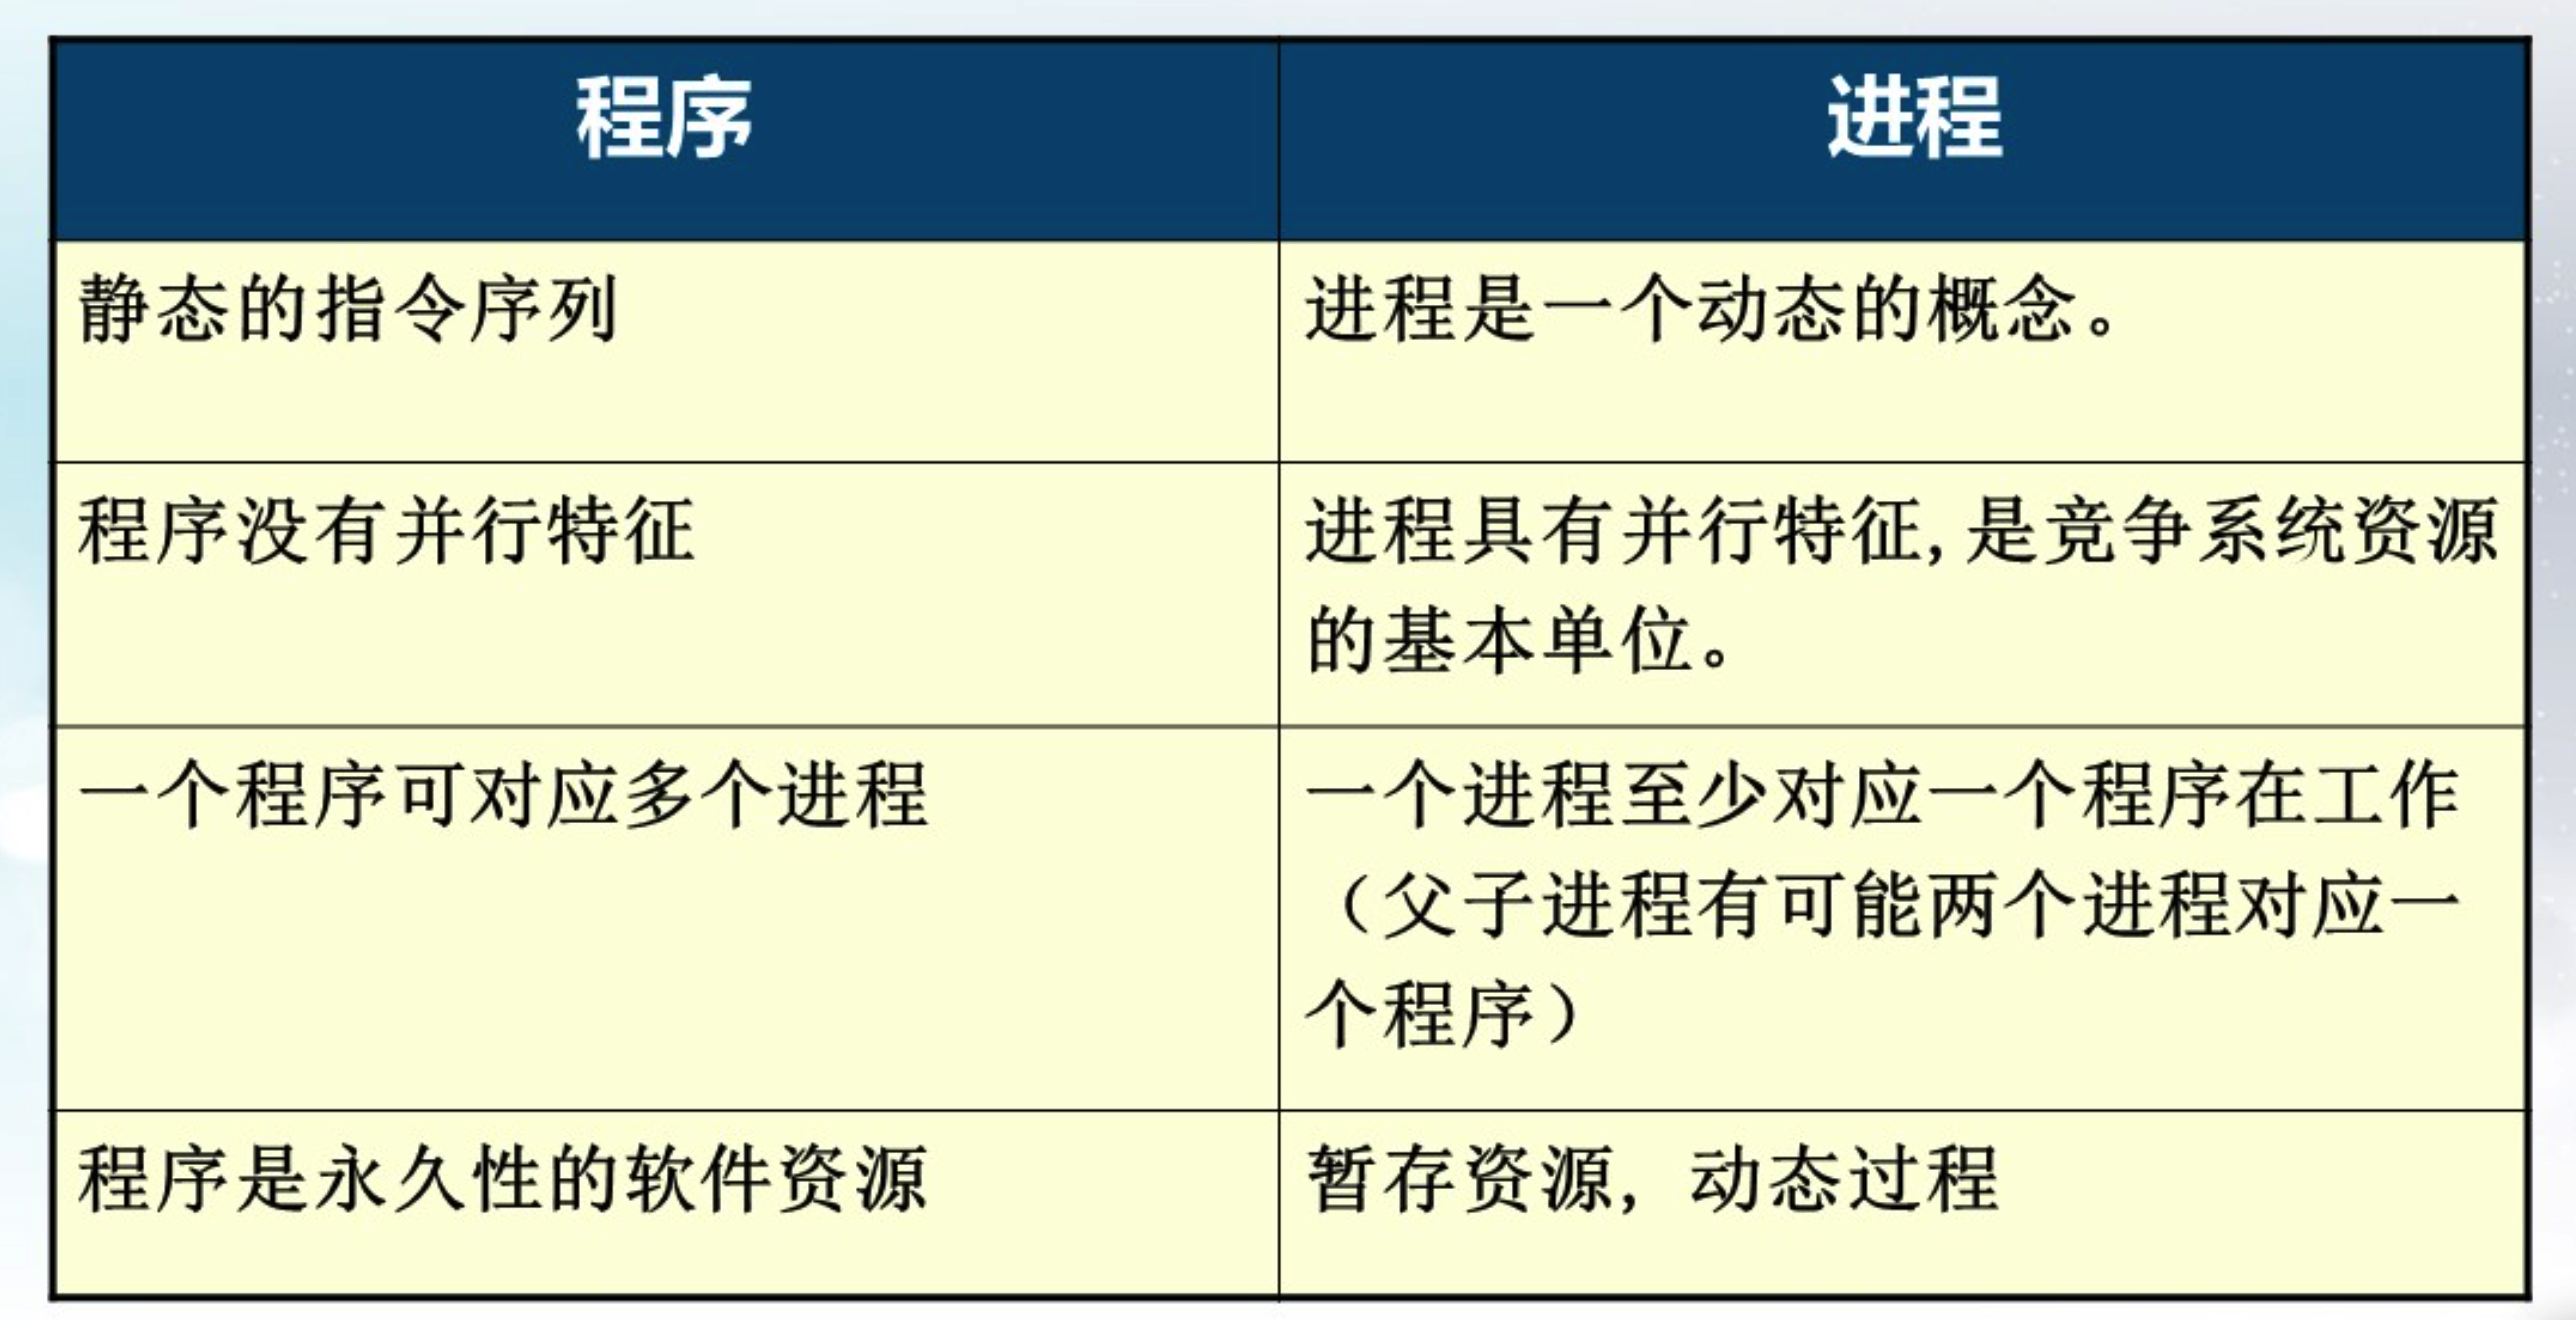 程序
进程
静态的指令序列
进程是一个动态的概念。
程序没有并行特征
进程具有并行特征,是竞争系统资源
的基本单位。
一个程序可对应多个进程
一个进程至少对应一个程序在工作
（父子进程有可能两个进程对应一
个程序）
程序是永久性的软件资源
暂存资源，动态过程